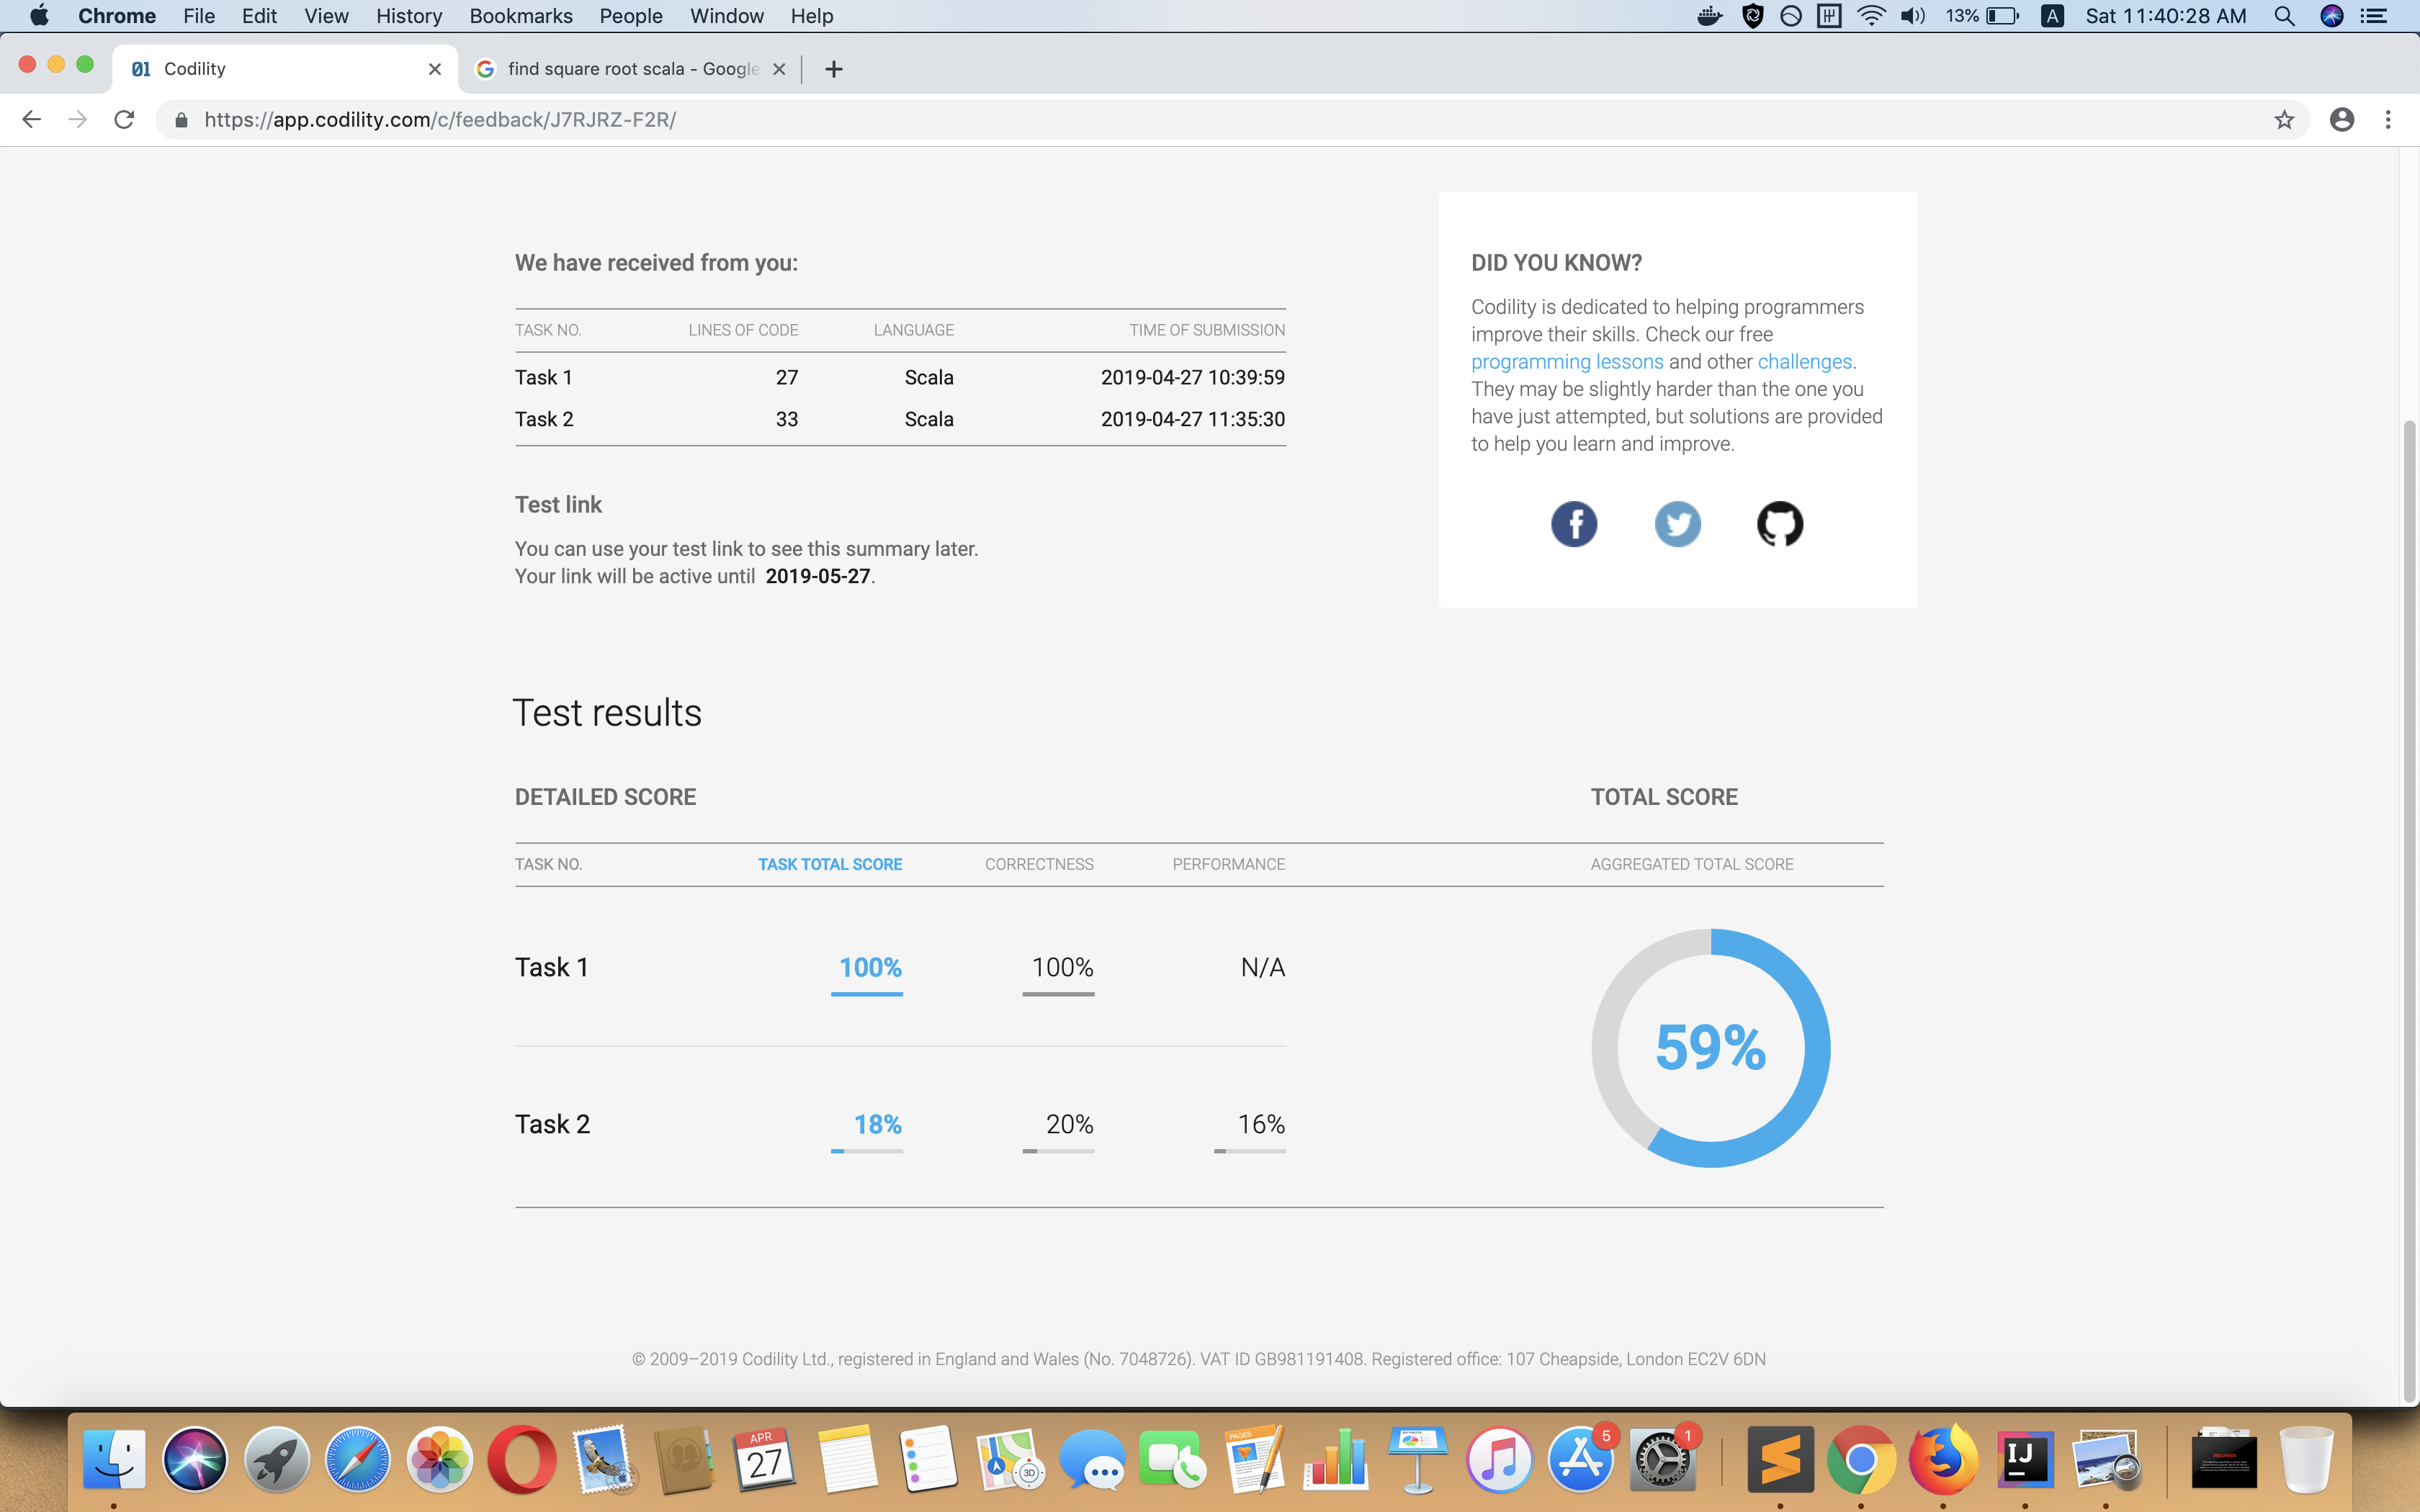 Chrome File Edit View History Bookmarks People Window Help 13% A Sat 11:40:28 AM
01 Codility find square root scala - Google
https://app.codility.com/c/feedback/J7RJRZ-F2R/
We have received from you:
TASK NO. LINES OF CODE LANGUAGE TIME OF SUBMISSION
Task 1 27 Scala 2019-04-27 10:39:59
Task 2 33 Scala 2019-04-27 11:35:30
Test link
You can use your test link to see this summary later.
Your link will be active until 2019-05-27.
DID YOU KNOW?
Codility is dedicated to helping programmers
improve their skills. Check our free
programming lessons and other challenges.
They may be slightly harder than the one you
have just attempted, but solutions are provided
to help you learn and improve.
Test results
DETAILED SCORE TOTAL SCORE
TASK NO. TASK TOTAL SCORE CORRECTNESS PERFORMANCE AGGREGATED TOTAL SCORE
Task 1 100% 100% N/A
59%
Task 2 18% 20% 16%
© 2009–2019 Codility Ltd., registered in England and Wales (No. 7048726). VAT ID GB981191408. Registered office: 107 Cheapside, London EC2V 6DN
APR
27
3D
PAGES
5
1
IJ